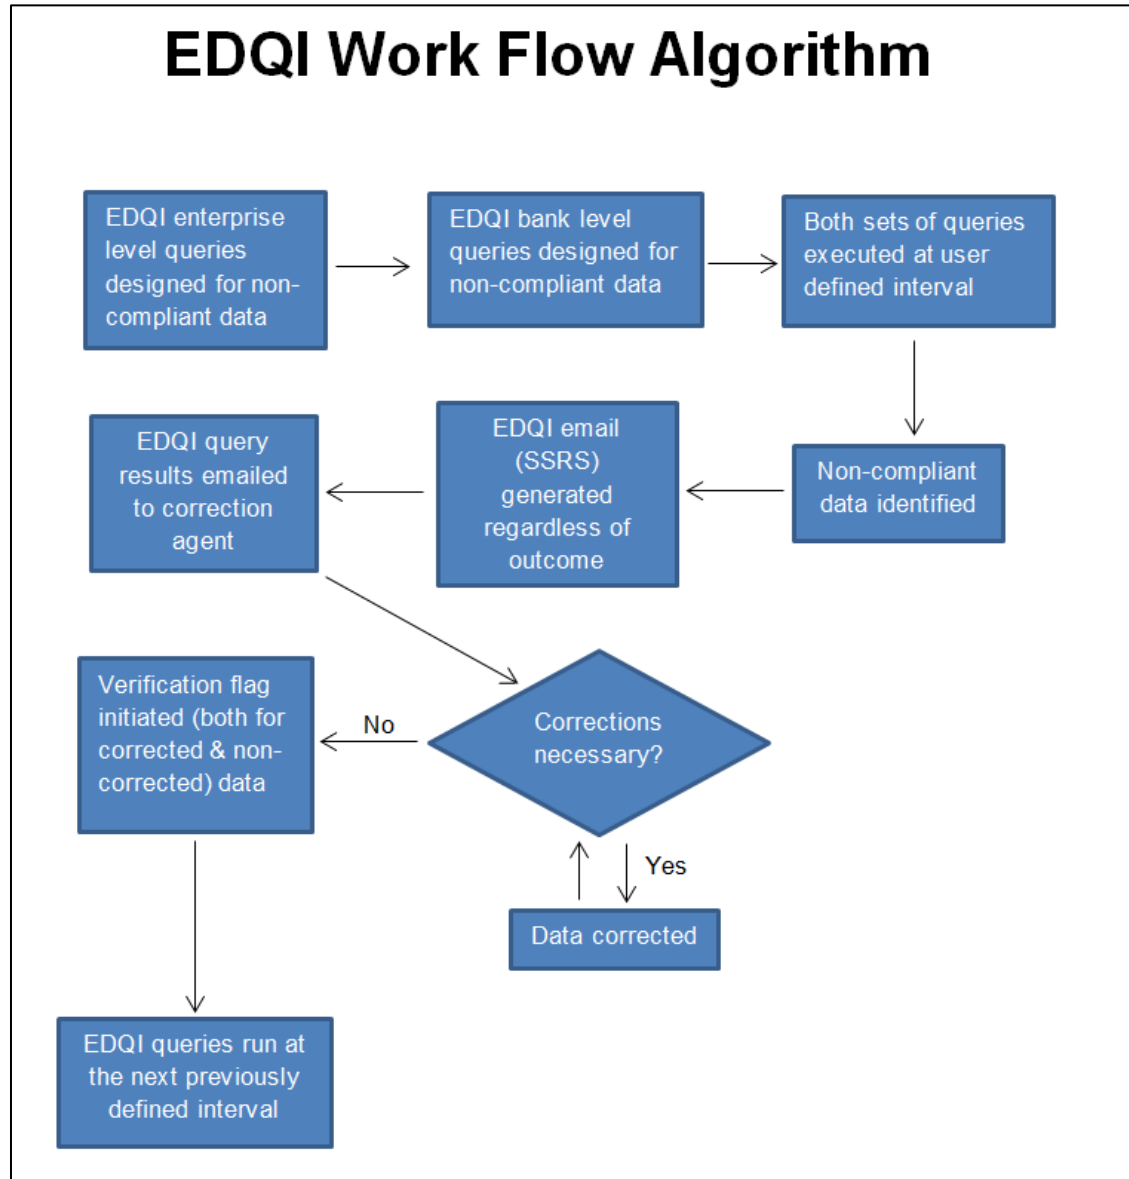 EDQI Work Flow Algorithm
EDQI enterprise
level queries
designed for non-
compliant data
EDQI bank level
queries designed for
non-compliant data
Both sets of queries
executed at user
defined interval
Non-compliant
data identified
EDQI email
(SSRS)
generated
regardless of
outcome
EDQI query
results emailed
to correction
agent
Corrections
necessary?
No
Yes
Data corrected
Verification flag
initiated (both for
corrected & non-
corrected) data
EDQI queries run at
the next previously
defined interval